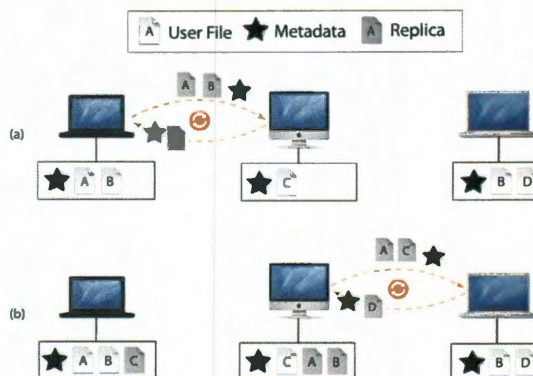 A User File Metadata A Replica
A B
(a)
A B
C
B D
A C
D
(b)
A B C
C A B
B D